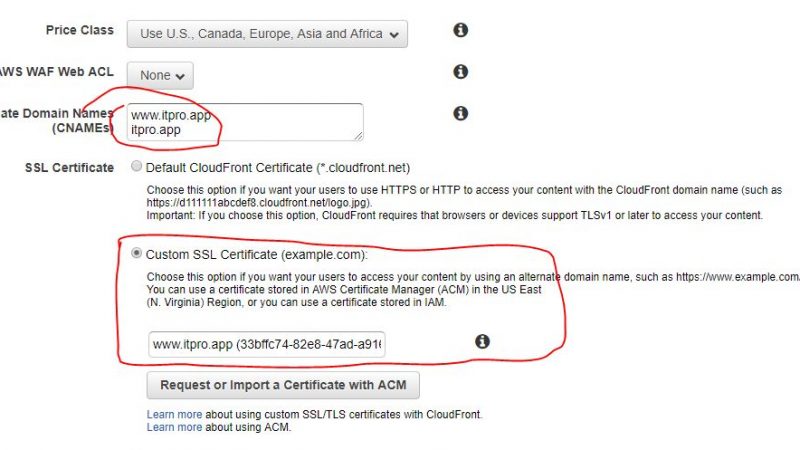 Price Class
Use U.S., Canada, Europe, Asia and Africa
AWS WAF Web ACL
None
ate Domain Names
(CNAMEs)
www.itpro.app
itpro.app
SSL Certificate
Default CloudFront Certificate (*.cloudfront.net)
Choose this option if you want your users to use HTTPS or HTTP to access your content with the CloudFront domain name (such as
https://d111111abcdef8.cloudfront.net/logo.jpg).
Important: If you choose this option, CloudFront requires that browsers or devices support TLSv1 or later to access your content.
Custom SSL Certificate (example.com):
Choose this option if you want your users to access your content by using an alternate domain name, such as https://www.example.com/
You can use a certificate stored in AWS Certificate Manager (ACM) in the US East
(N. Virginia) Region, or you can use a certificate stored in IAM.
www.itpro.app (33bffc74-82e8-47ad-a916
Request or Import a Certificate with ACM
Learn more about using custom SSL/TLS certificates with CloudFront.
Learn more about using ACM.